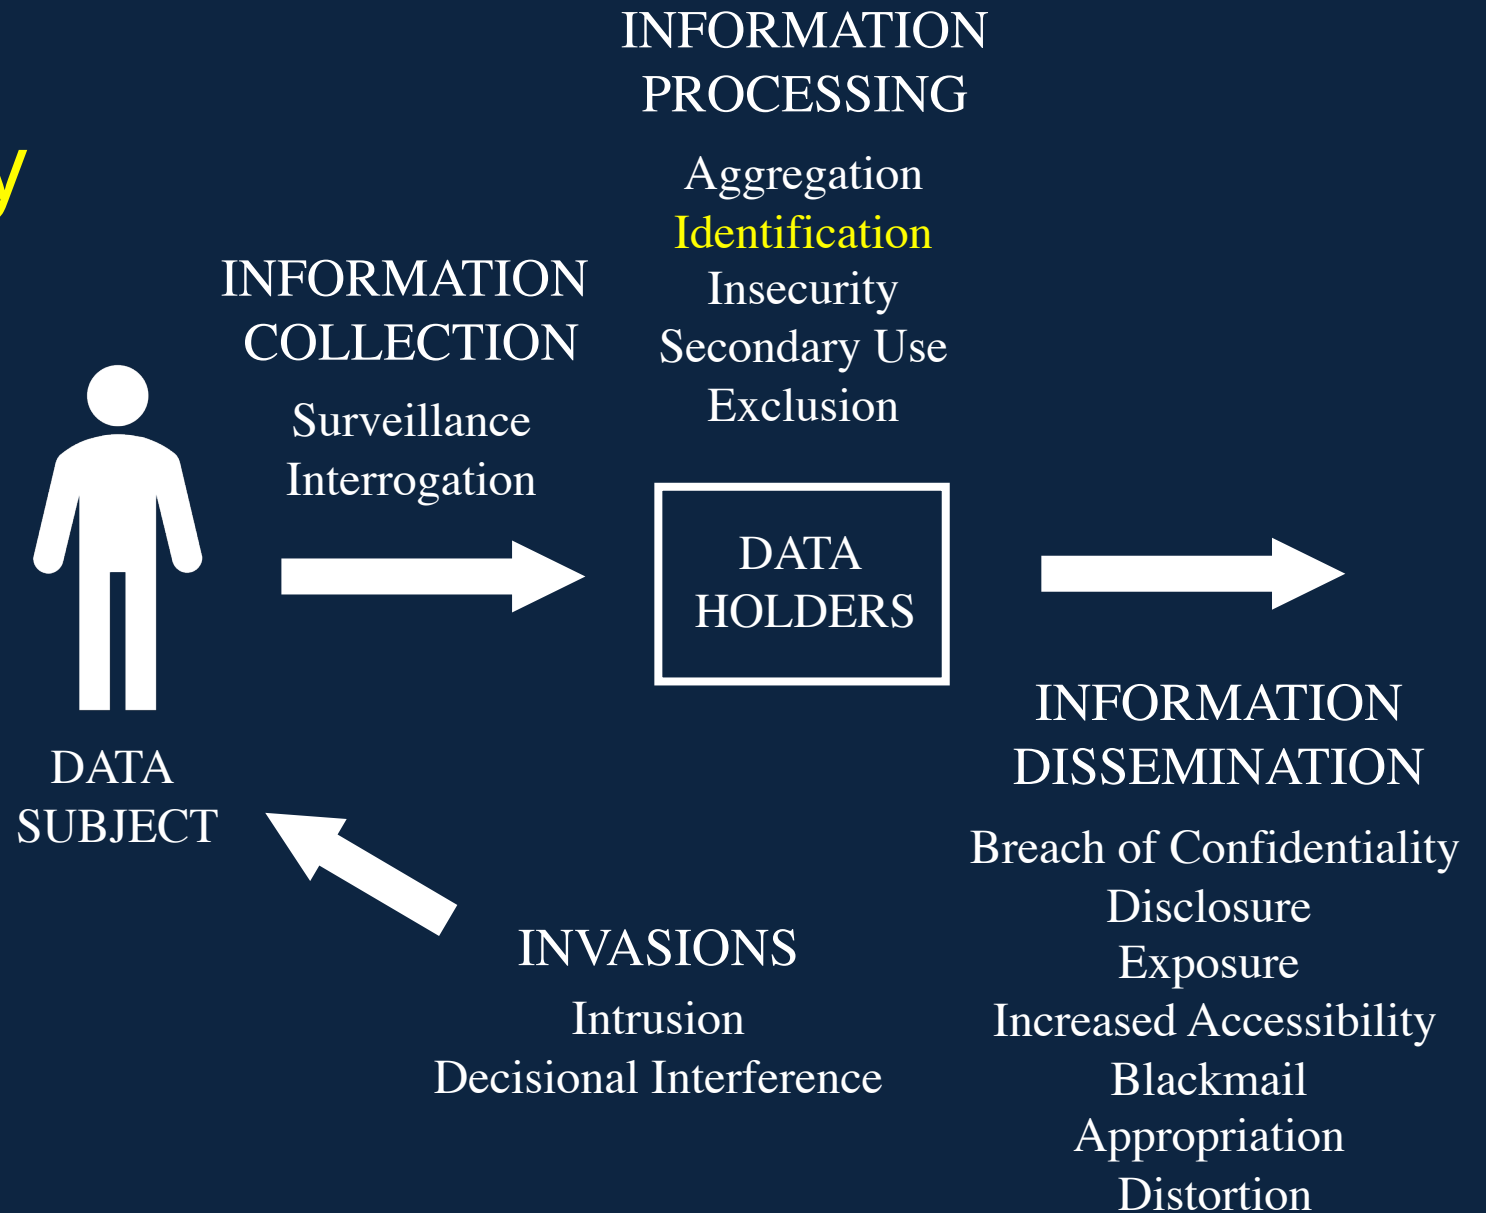 y
INFORMATION
PROCESSING
Aggregation
Identification
Insecurity
Secondary Use
Exclusion
INFORMATION
COLLECTION
Surveillance
Interrogation
DATA
HOLDERS
DATA
SUBJECT
INFORMATION
DISSEMINATION
Breach of Confidentiality
Disclosure
Exposure
Increased Accessibility
Blackmail
Appropriation
Distortion
INVASIONS
Intrusion
Decisional Interference